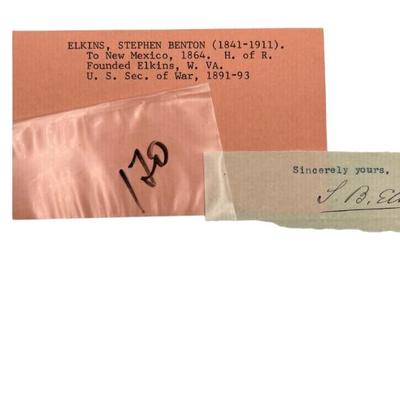 ELKINS, STEPHEN BENTON (1841-1911).
To New Mexico, 1864. H. of R.
Founded Elkins, W. VA.
U. S. Sec. of War, 1891-93
120
Sincerely yours,
S. B. El